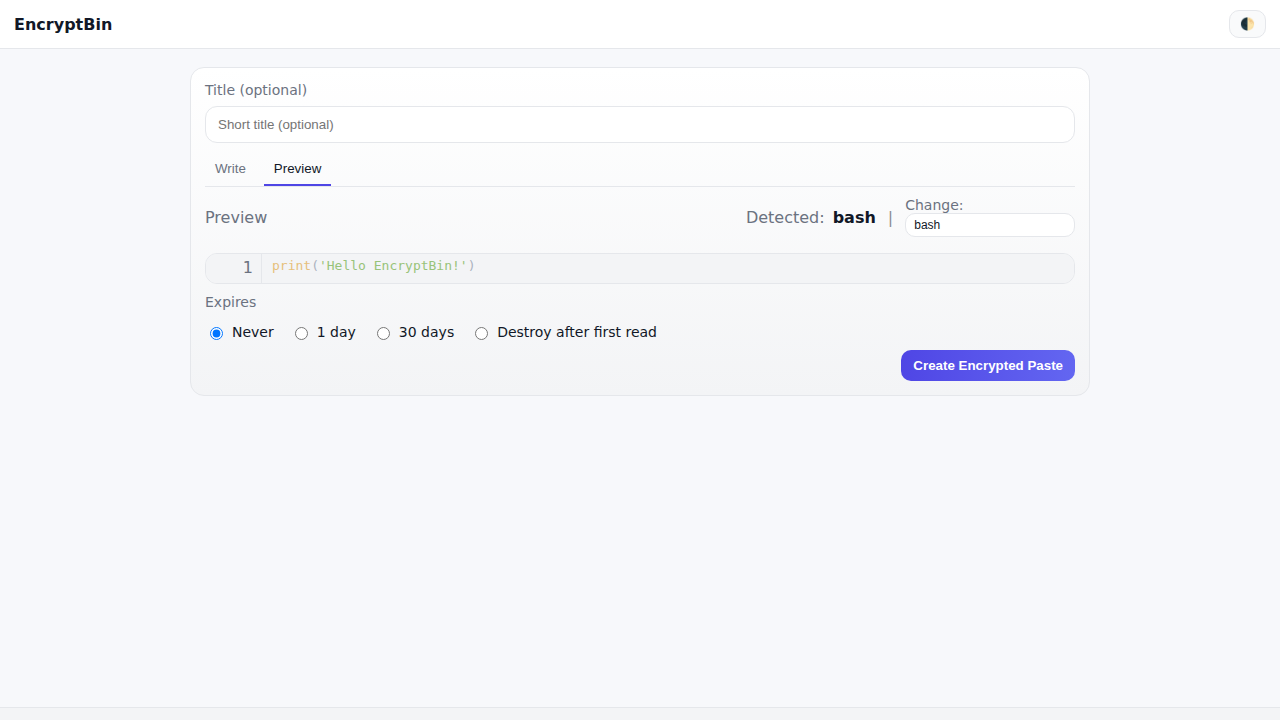 EncryptBin
Title (optional)
Short title (optional)
Write Preview
Preview Detected: bash | Change:
bash
1 print('Hello EncryptBin!')
Expires
Never 1 day 30 days Destroy after first read
Create Encrypted Paste